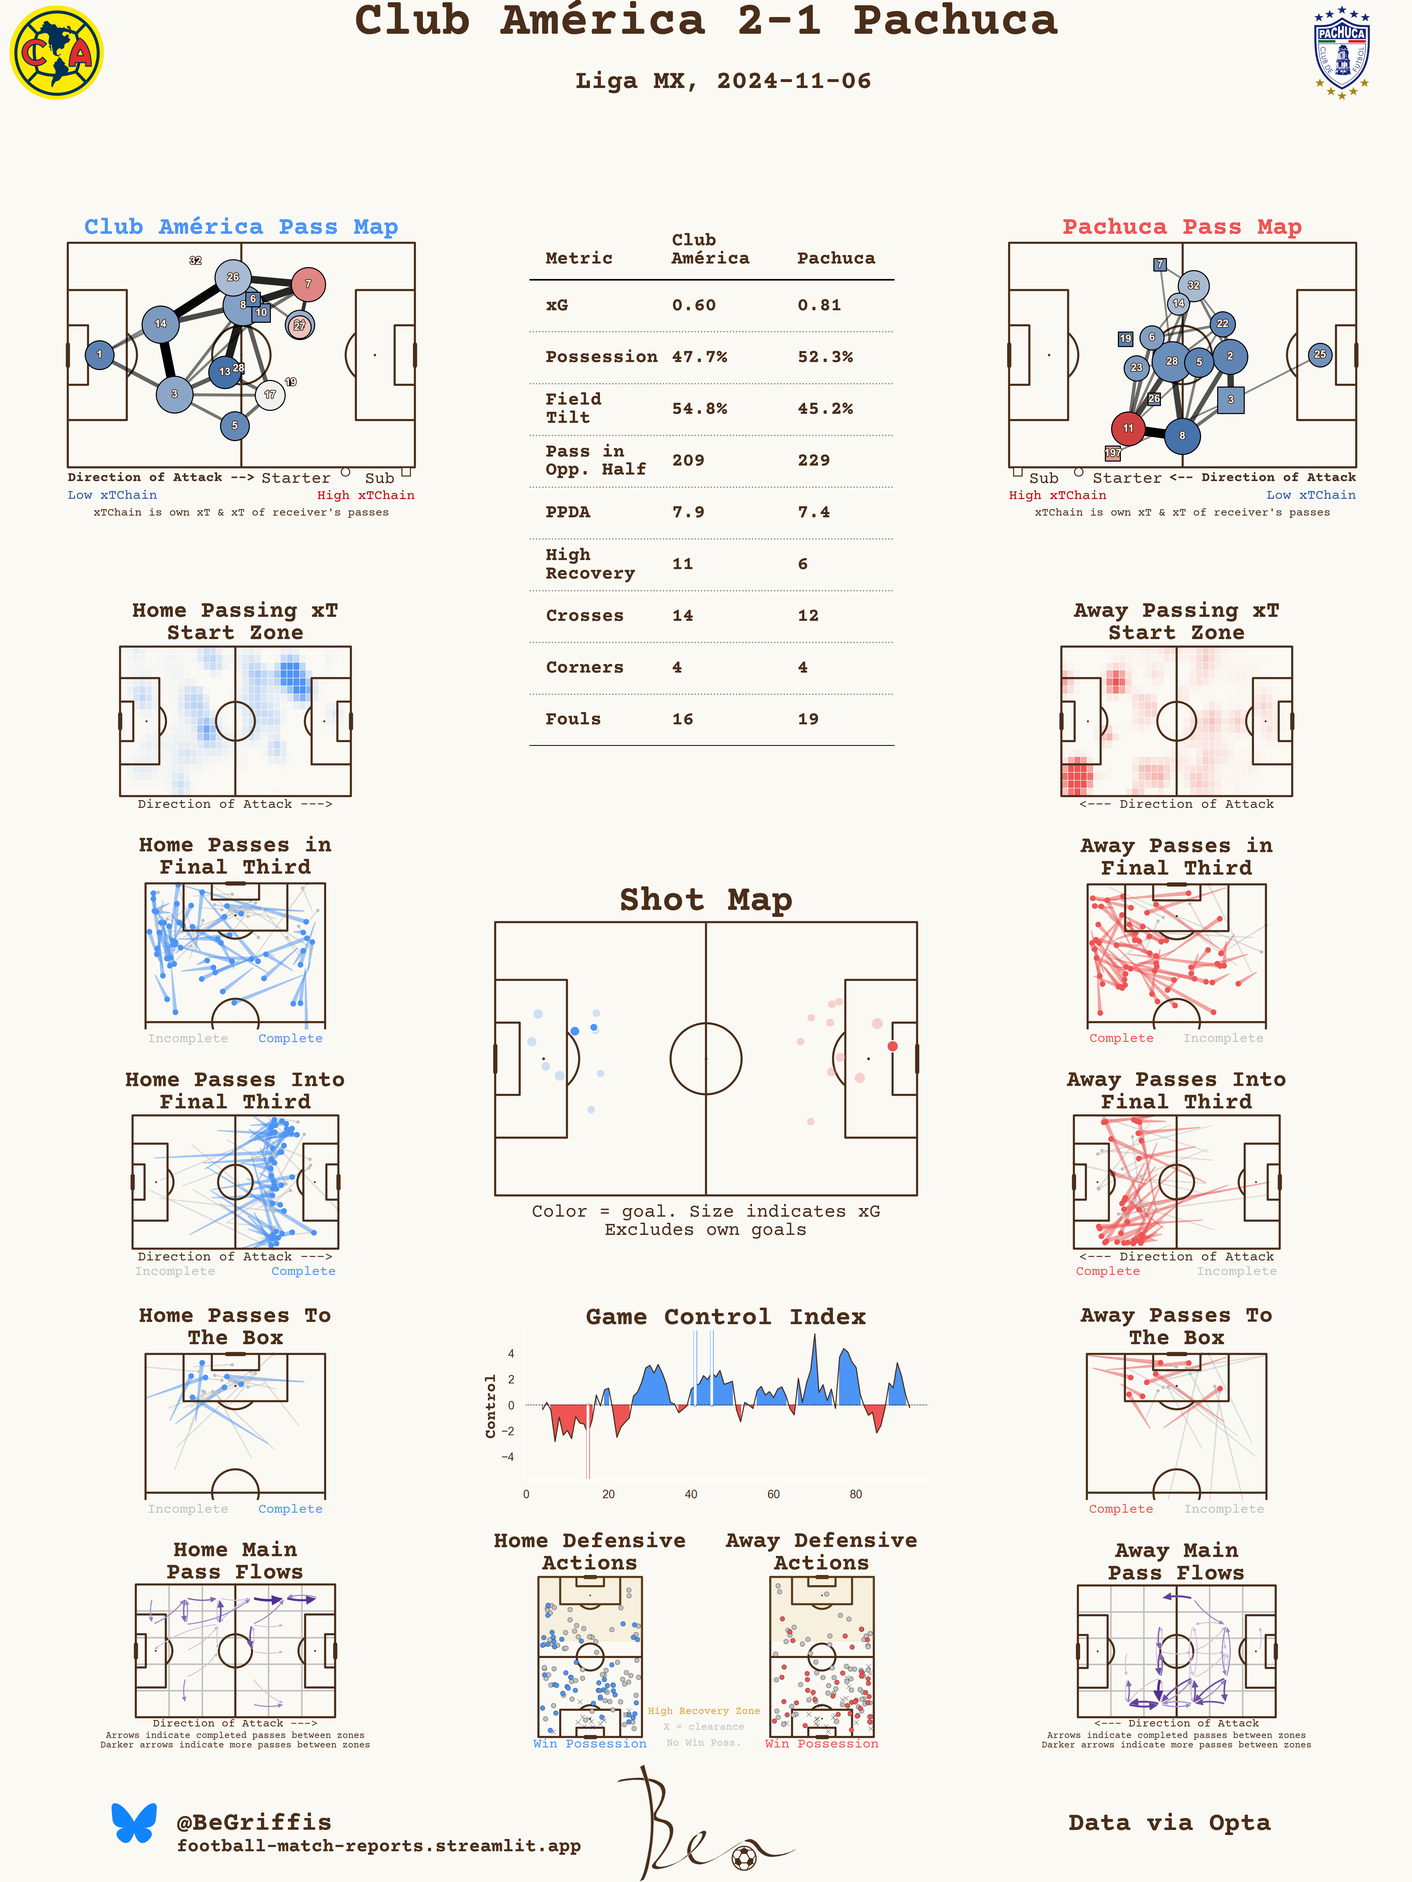 Club América 2-1 Pachuca
Liga MX, 2024-11-06
C A
PACHUCA
CLUB DE FUTBOL
Club América Pass Map
32
26
7
6
8
10
27
14
1
13
28
19
3
17
5
Direction of Attack --> Starter Sub
Low xTChain High xTChain
xTChain is own xT & xT of receiver's passes
Metric Club América Pachuca
xG 0.60 0.81
Possession 47.7% 52.3%
Field Tilt 54.8% 45.2%
Pass in Opp. Half 209 229
PPDA 7.9 7.4
High Recovery 11 6
Crosses 14 12
Corners 4 4
Fouls 16 19
Pachuca Pass Map
7
32
14
22
19
6
28
5
2
25
23
26
3
11
8
197
Sub Starter <-- Direction of Attack
High xTChain Low xTChain
xTChain is own xT & xT of receiver's passes
Home Passing xT
Start Zone
Direction of Attack --->
Away Passing xT
Start Zone
<--- Direction of Attack
Home Passes in
Final Third
Incomplete Complete
Away Passes in
Final Third
Complete Incomplete
Shot Map
Color = goal. Size indicates xG
Excludes own goals
Home Passes Into
Final Third
Direction of Attack --->
Incomplete Complete
Away Passes Into
Final Third
<--- Direction of Attack
Complete Incomplete
Home Passes To
The Box
Incomplete Complete
Game Control Index
Control
4
2
0
−2
−4
0 20 40 60 80
Away Passes To
The Box
Complete Incomplete
Home Main
Pass Flows
Direction of Attack --->
Arrows indicate completed passes between zones
Darker arrows indicate more passes between zones
Home Defensive
Actions
Win Possession
Away Defensive
Actions
Win Possession
High Recovery Zone
X = clearance
No Win Poss.
Away Main
Pass Flows
<--- Direction of Attack
Arrows indicate completed passes between zones
Darker arrows indicate more passes between zones
@BeGriffis
football-match-reports.streamlit.app
Ben
Data via Opta